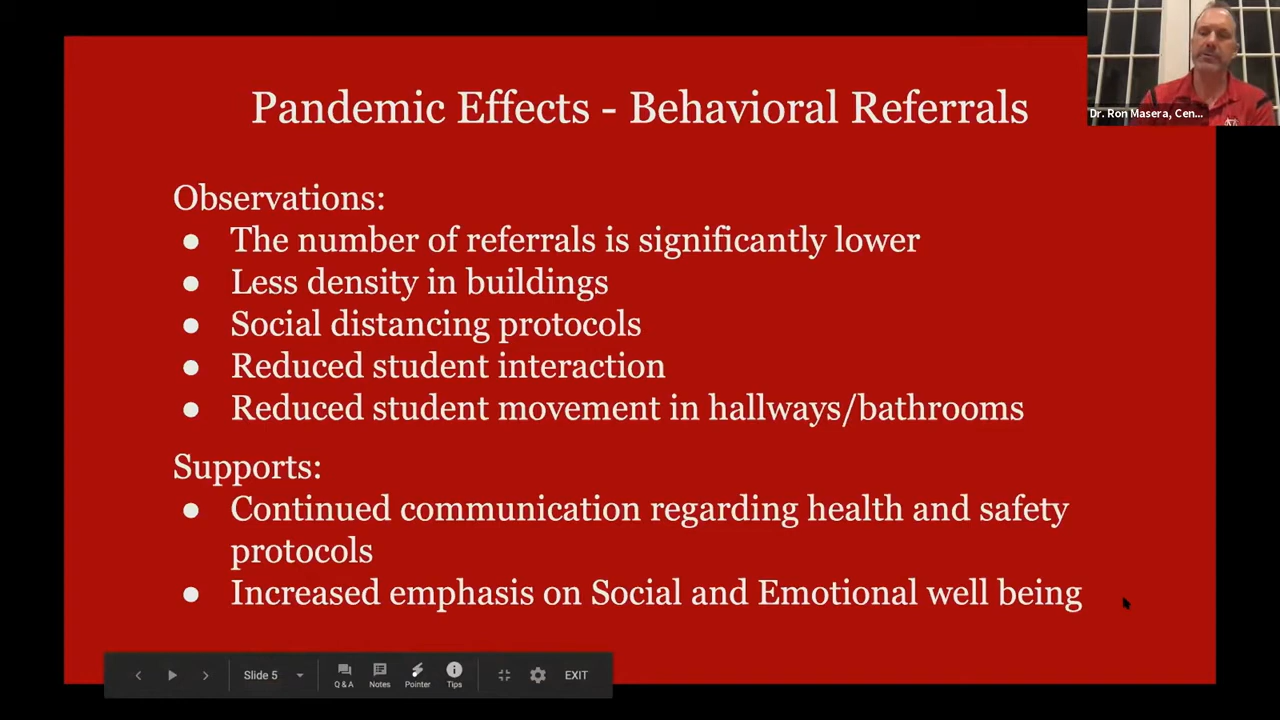 Pandemic Effects - Behavioral Referrals
Dr. Ron Masera, Cen...
Observations:
● The number of referrals is significantly lower
● Less density in buildings
● Social distancing protocols
● Reduced student interaction
● Reduced student movement in hallways/bathrooms
Supports:
● Continued communication regarding health and safety
protocols
● Increased emphasis on Social and Emotional well being
Slide 5
Q & A
Notes
Pointer
Tips
EXIT